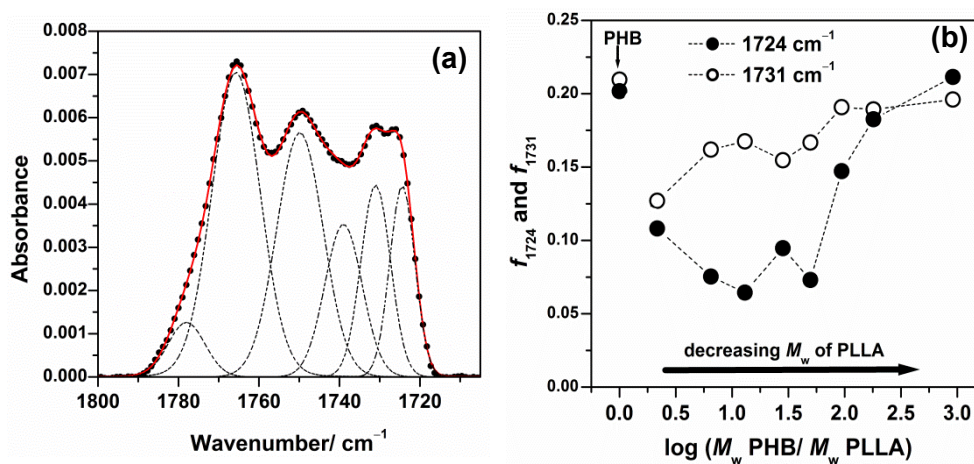 (a)
0.008
0.007
0.006
0.005
0.004
0.003
0.002
0.001
0.000
Absorbance
1800 1780 1760 1740 1720
Wavenumber/ cm⁻¹
(b)
PHB
1724 cm⁻¹
1731 cm⁻¹
0.25
0.20
0.15
0.10
0.05
0.00
f₁₇₂₄ and f₁₇₃₁
decreasing Mw of PLLA
0.0 0.5 1.0 1.5 2.0 2.5 3.0
log (Mw PHB/ Mw PLLA)